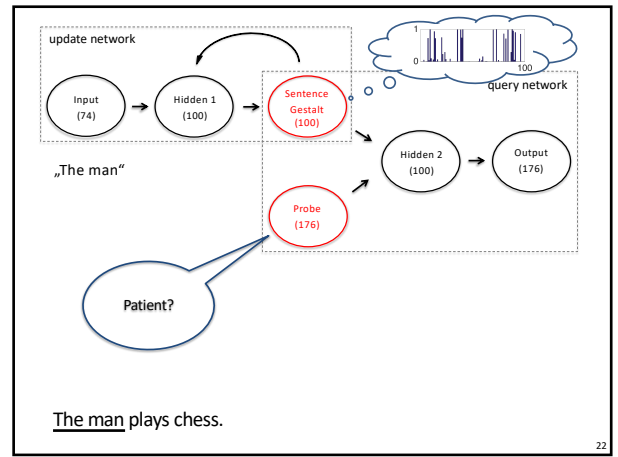 update network
1
0
100
query network
Input
(74)
Hidden 1
(100)
Sentence
Gestalt
(100)
„The man“
Hidden 2
(100)
Output
(176)
Probe
(176)
Patient?
The man plays chess.
22